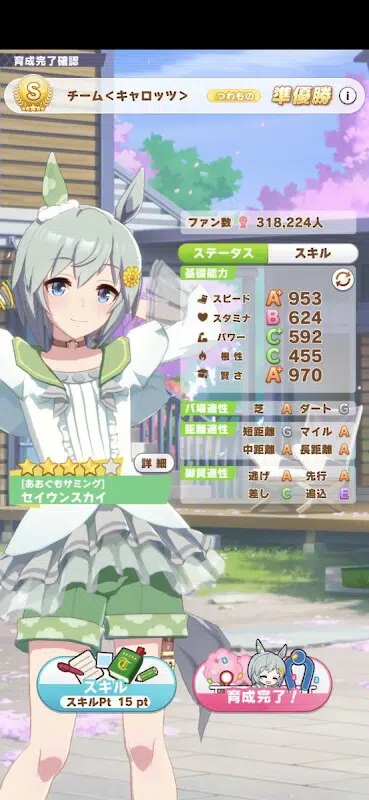 育成完了確認
S
チーム<キャロッツ>
つわもの
準優勝
i
ファン数 318,224人
ステータス スキル
基礎能力
スピード A+ 953
スタミナ B 624
パワー C+ 592
根性 C 455
賢さ A+ 970
バ場適性 芝 A ダート G
距離適性 短距離 G マイル A
中距離 A 長距離 A
脚質適性 逃げ A 先行 A
差し C 追込 E
詳細
[あおぐもサミング]
セイウンスカイ
スキル
スキルPt 15 pt
育成完了！